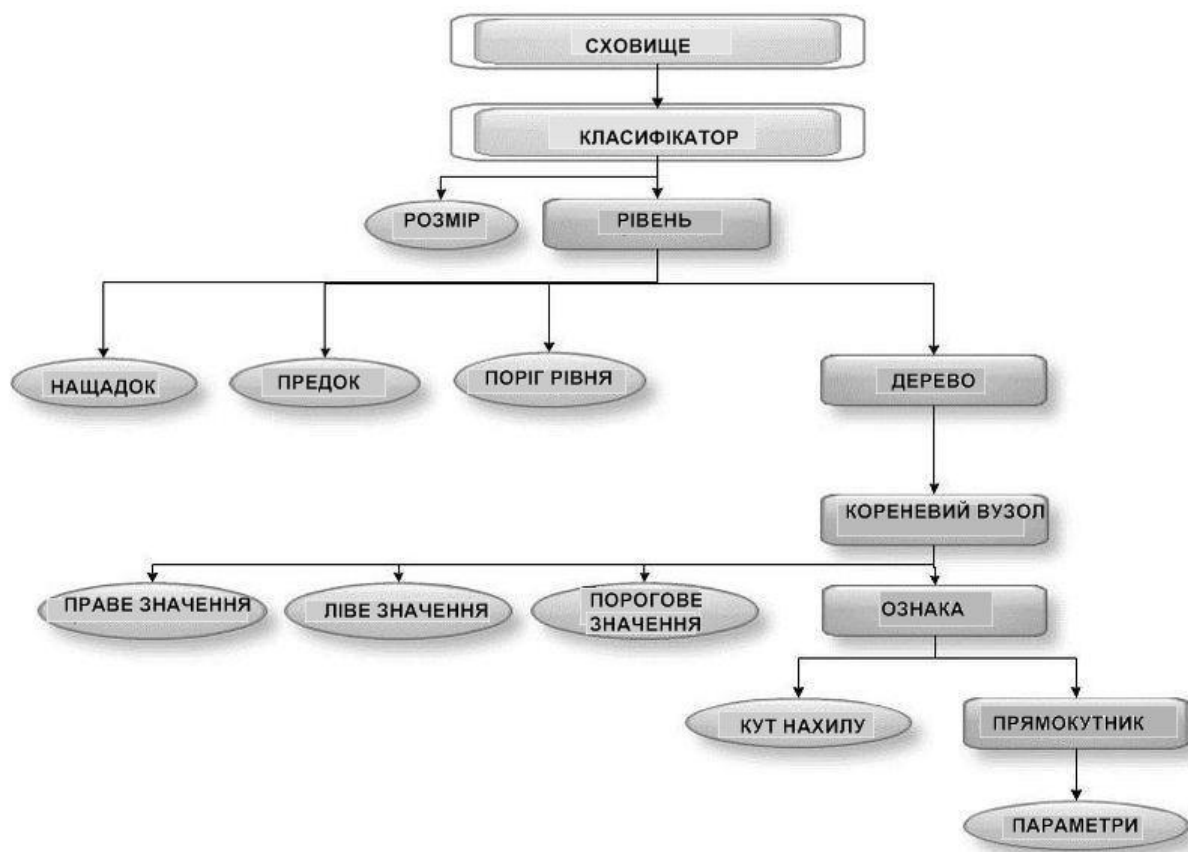 СХОВИЩЕ
КЛАСИФІКАТОР
РОЗМІР
РІВЕНЬ
НАЩАДОК
ПРЕДОК
ПОРІГ РІВНЯ
ДЕРЕВО
КОРЕНЕВИЙ ВУЗОЛ
ПРАВЕ ЗНАЧЕННЯ
ЛІВЕ ЗНАЧЕННЯ
ПОРОГОВЕ
ЗНАЧЕННЯ
ОЗНАКА
КУТ НАХИЛУ
ПРЯМОКУТНИК
ПАРАМЕТРИ